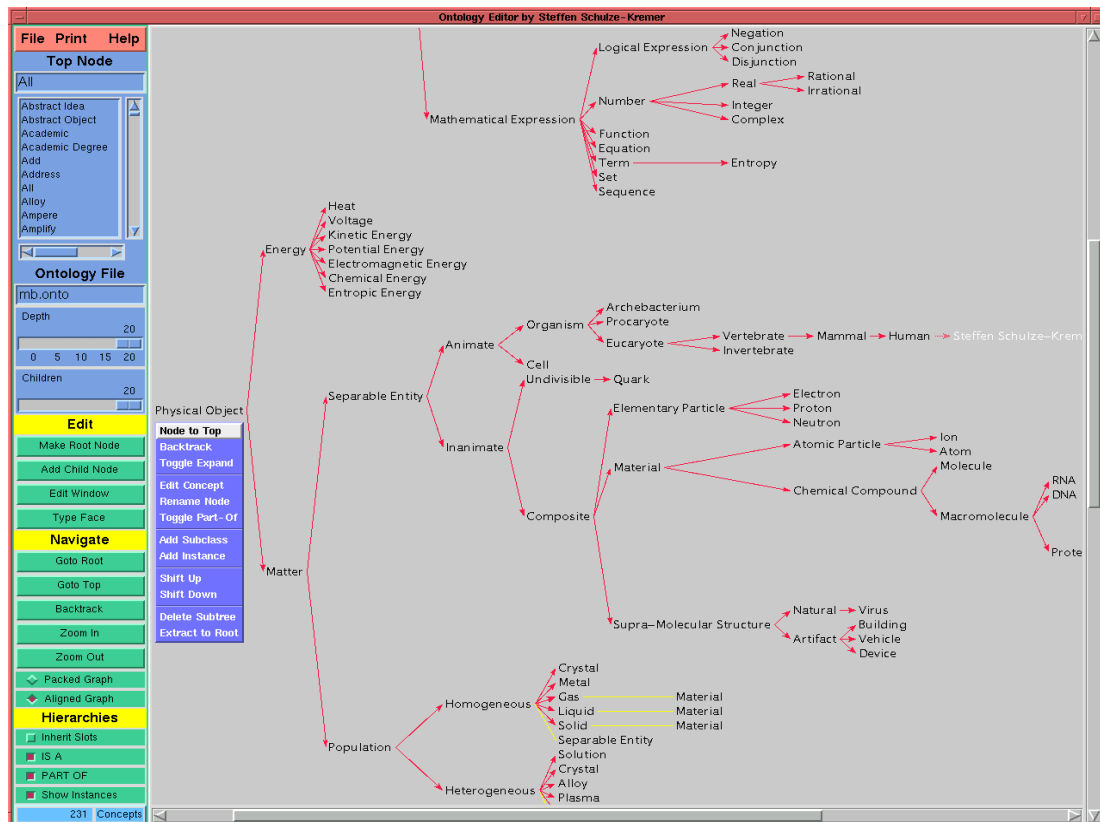 Ontology Editor by Steffen Schulze-Kremer
File Print Help
Top Node
All
Abstract Idea
Abstract Object
Academic
Academic Degree
Add
Address
All
Alloy
Ampere
Amplify
Ontology File
mb.onto
Depth
20
0 5 10 15 20
Children
20
Edit
Make Root Node
Add Child Node
Edit Window
Type Face
Navigate
Goto Root
Goto Top
Backtrack
Zoom In
Zoom Out
Packed Graph
Aligned Graph
Hierarchies
Inherit Slots
IS A
PART OF
Show Instances
231 Concepts
Negation
Logical Expression Conjunction
Disjunction
Rational
Real
Irrational
Number Integer
Complex
Mathematical Expression
Function
Equation
Term Entropy
Set
Sequence
Heat
Voltage
Kinetic Energy
Energy Potential Energy
Electromagnetic Energy
Chemical Energy
Entropic Energy
Archebacterium
Organism Procaryote
Eucaryote Vertebrate Mammal Human Steffen Schulze-Krem
Animate Invertebrate
Cell
Undivisible Quark
Separable Entity
Electron
Physical Object Elementary Particle Proton
Neutron
Node to Top
Backtrack
Toggle Expand
Edit Concept
Rename Node
Toggle Part-Of
Add Subclass
Add Instance
Shift Up
Shift Down
Delete Subtree
Extract to Root
Inanimate
Ion
Atomic Particle
Atom
Material
Molecule
Chemical Compound
RNA
DNA
Composite Macromolecule
Prote
Matter
Natural Virus
Supra-Molecular Structure Building
Artifact Vehicle
Device
Crystal
Metal
Homogeneous Gas Material
Liquid Material
Solid Material
Separable Entity
Population
Solution
Crystal
Heterogeneous Alloy
Plasma